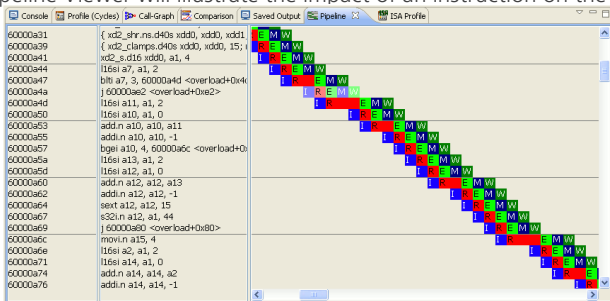 peline viewer will illustrate the impact of an instruction on the
Console Profile (Cycles) Call-Graph Comparison Saved Output Pipeline ISA Profile
60000a31 { xd2_shr.ns.d40s xdd0, xdd0, xdd1 E M W
60000a39 { xd2_clamps.d40s xdd0, xdd0, 15; R E M W
60000a41 xd2_s.d16 xdd0, a1, 4 I R E M W
60000a44 l16si a7, a1, 2 I R E M W
60000a47 blti a7, 3, 60000a4d <overload+0x4 I R E M W
60000a4a j 60000ae2 <overload+0xe2> I R E M W
60000a4d l16si a11, a1, 2 I R E M W
60000a50 l16si a10, a1, 0 I R E M W
60000a53 add.n a10, a10, a11 I R E M W
60000a55 addi.n a10, a10, -1 I R E M W
60000a57 bgei a10, 4, 60000a6c <overload+0 I R E M W
60000a5a l16si a13, a1, 2 I R E M W
60000a5d l16si a12, a1, 0 I R E M W
60000a60 add.n a12, a12, a13 I R E M W
60000a62 addi.n a12, a12, -1 I R E M W
60000a64 sext a12, a12, 15 I R E M W
60000a67 s32i.n a12, a1, 44 I R E M W
60000a69 j 60000a80 <overload+0x80> I R E M W
60000a6c movi.n a15, 4 I R E M W
60000a6e l16si a2, a1, 2 I R E M W
60000a71 l16si a14, a1, 0 I R E M
60000a74 add.n a14, a14, a2 I R E
60000a76 addi.n a14, a14, -1 I R